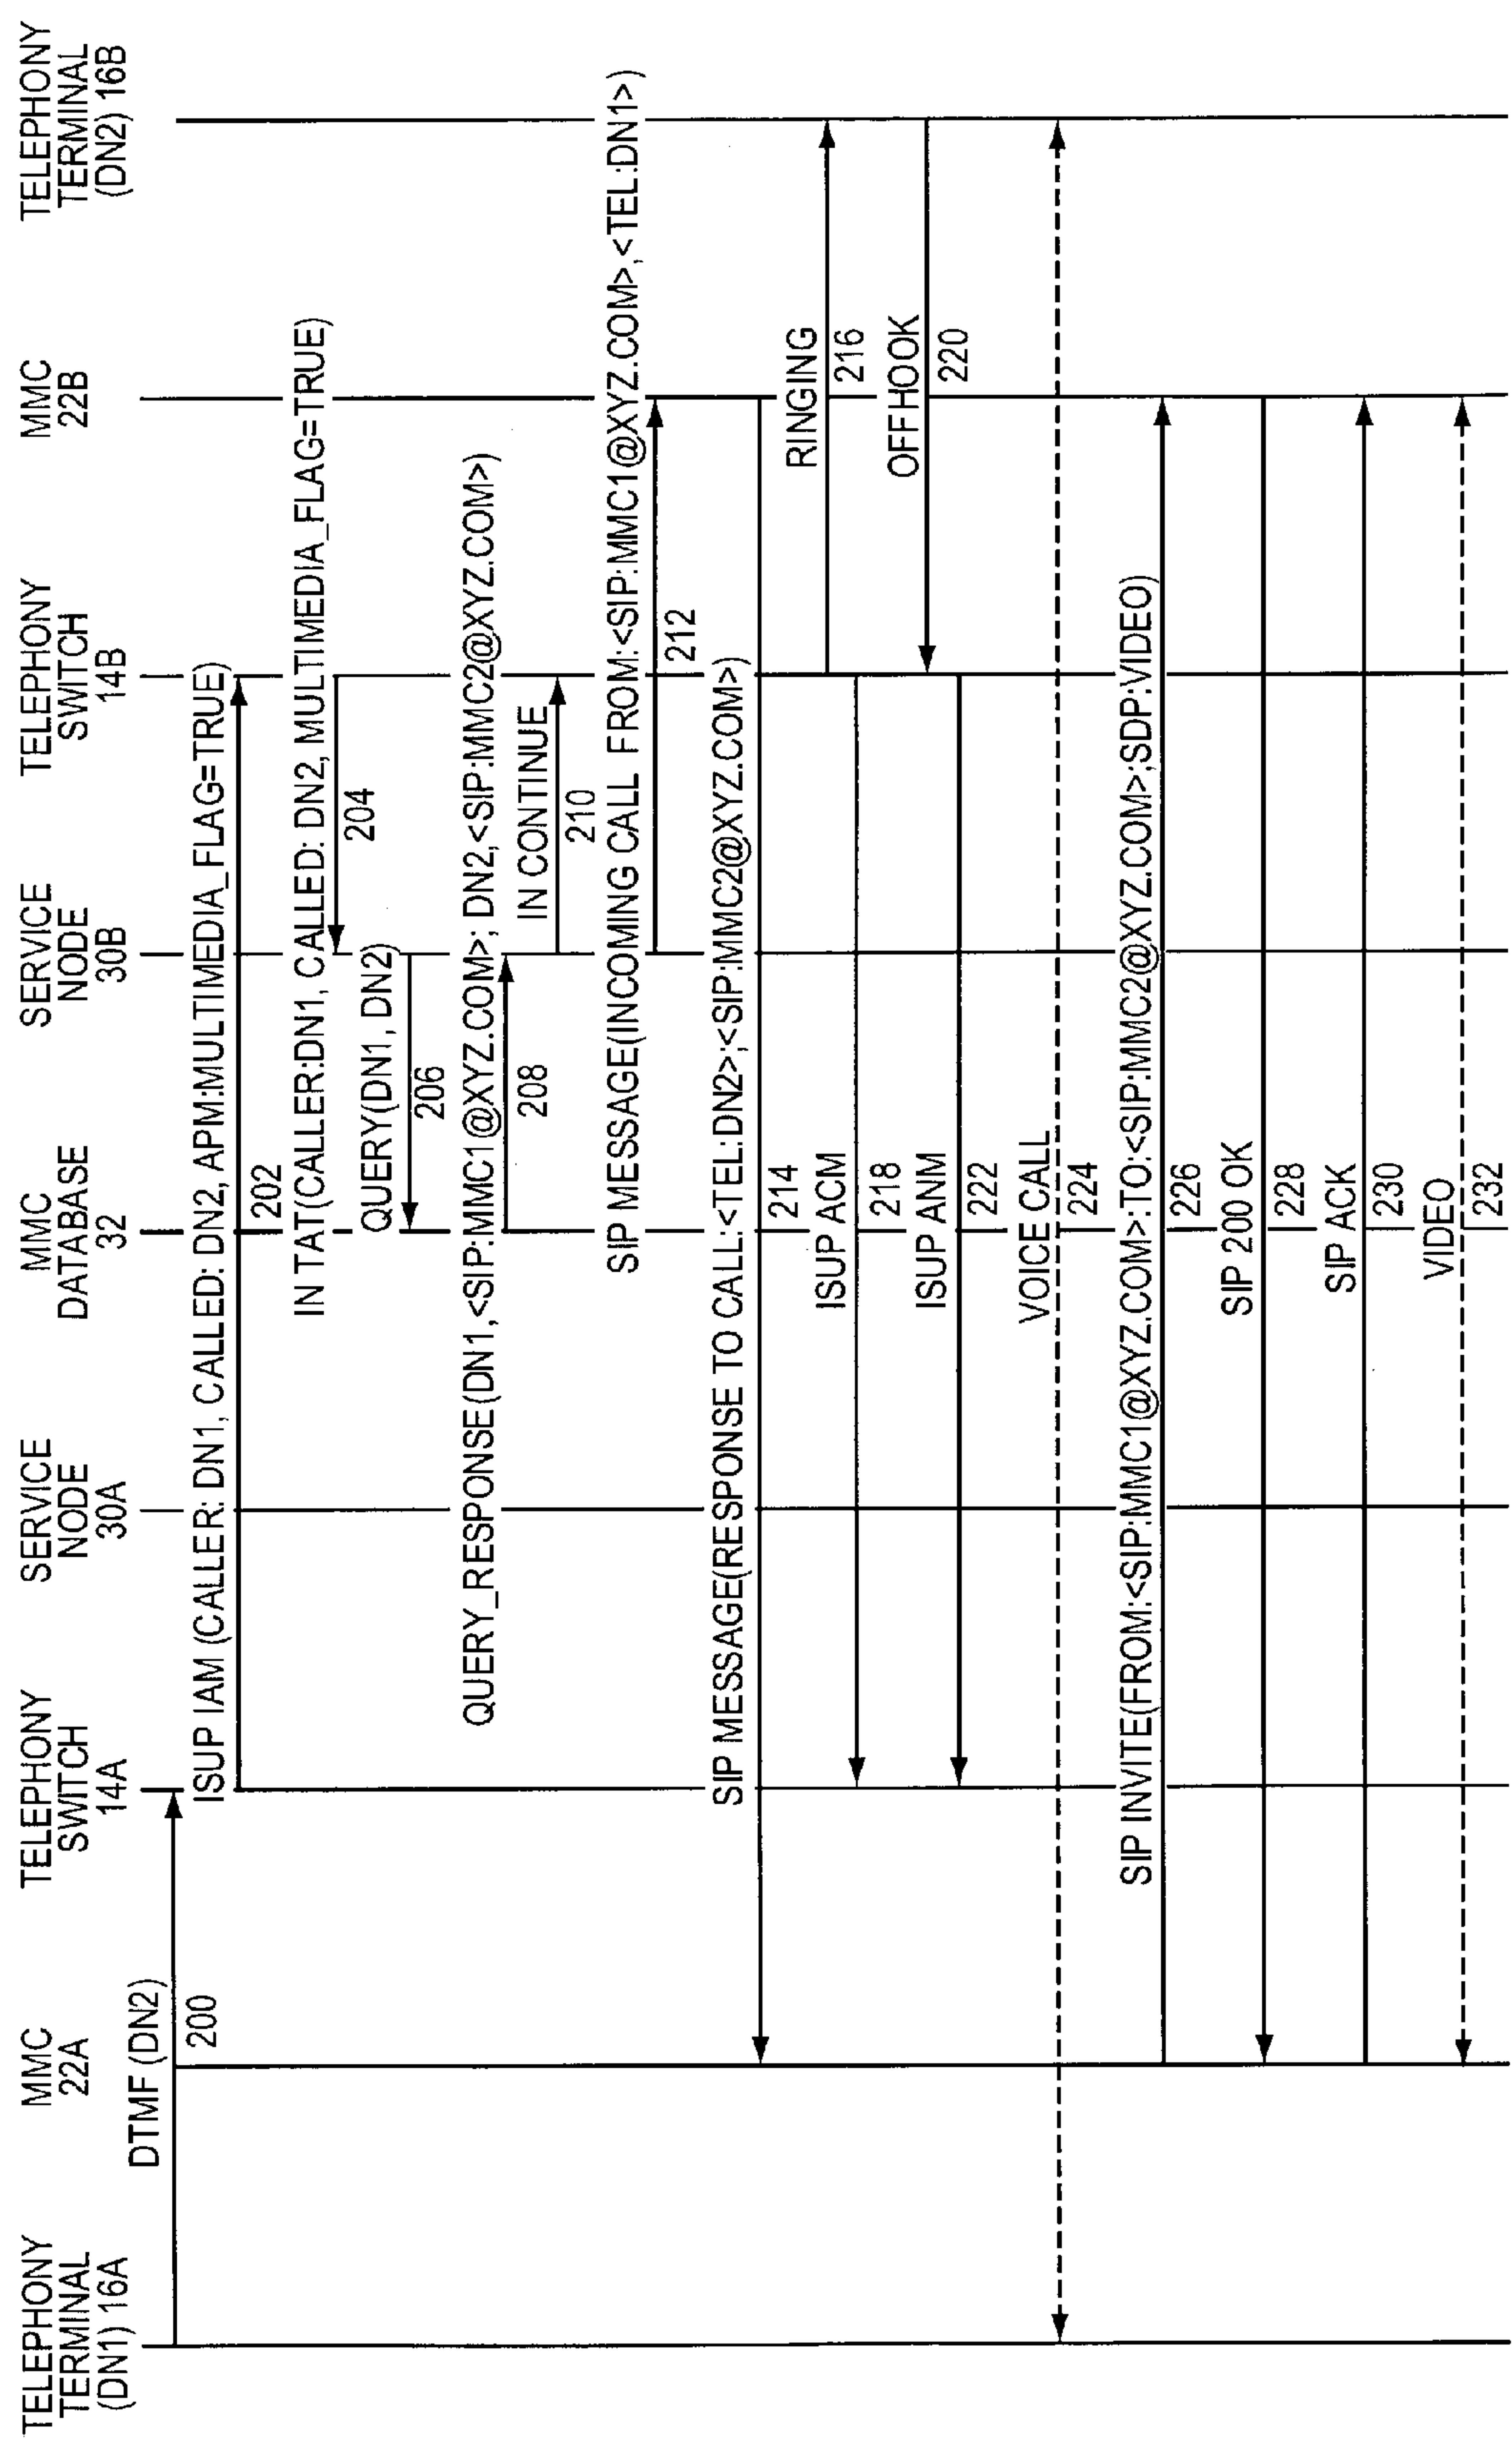 TELEPHONY
TERMINAL
(DN1) 16A
MMC
22A
TELEPHONY
SWITCH
14A
SERVICE
NODE
30A
MMC
DATABASE
32
SERVICE
NODE
30B
TELEPHONY
SWITCH
14B
MMC
22B
TELEPHONY
TERMINAL
(DN2) 16B
DTMF (DN2)
200
ISUP IAM (CALLER: DN1, CALLED: DN2, APM:MULTIMEDIA_FLAG=TRUE)
202
IN TAT(CALLER:DN1, CALLED: DN2, MULTIMEDIA_FLAG=TRUE)
204
QUERY(DN1, DN2)
206
QUERY_RESPONSE(DN1,<SIP:MMC1@XYZ.COM>; DN2,<SIP:MMC2@XYZ.COM>)
208
IN CONTINUE
210
SIP MESSAGE(INCOMING CALL FROM:<SIP:MMC1@XYZ.COM>,<TEL:DN1>)
212
SIP MESSAGE(RESPONSE TO CALL:<TEL:DN2>;<SIP:MMC2@XYZ.COM>)
214
RINGING
216
ISUP ACM
218
OFFHOOK
220
ISUP ANM
222
VOICE CALL
224
SIP INVITE(FROM:<SIP:MMC1@XYZ.COM>:TO:<SIP:MMC2@XYZ.COM>;SDP:VIDEO)
226
SIP 200 OK
228
SIP ACK
230
VIDEO
232